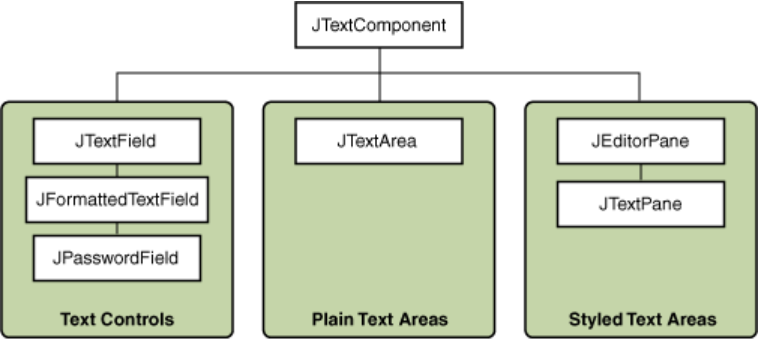 JTextComponent
JTextField
JFormattedTextField
JPasswordField
Text Controls
JTextArea
Plain Text Areas
JEditorPane
JTextPane
Styled Text Areas